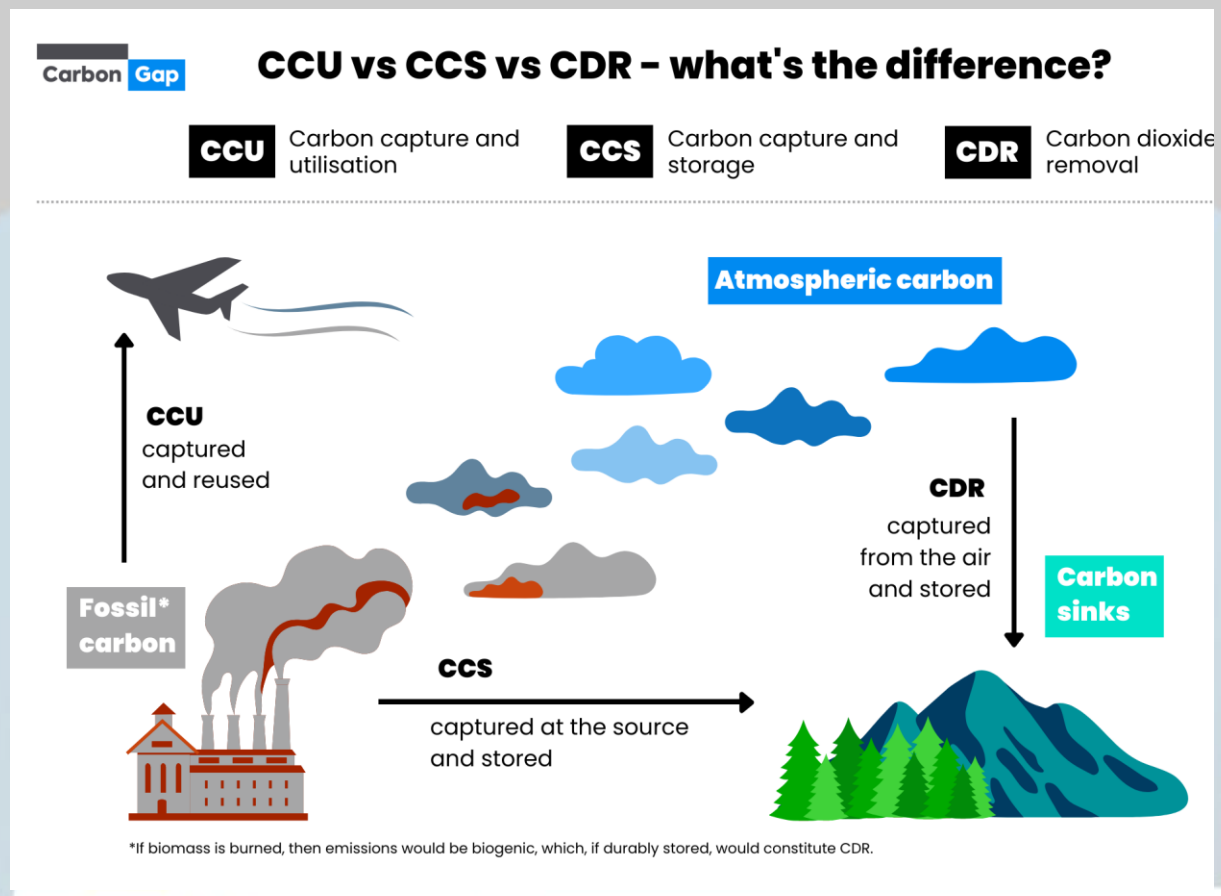 Carbon Gap
CCU vs CCS vs CDR – what's the difference?
CCU
Carbon capture and
utilisation
CCS
Carbon capture and
storage
CDR
Carbon dioxide
removal
Atmospheric carbon
CCU
captured
and reused
CDR
captured
from the air
and stored
Carbon
sinks
Fossil*
carbon
CCS
captured at the source
and stored
*If biomass is burned, then emissions would be biogenic, which, if durably stored, would constitute CDR.